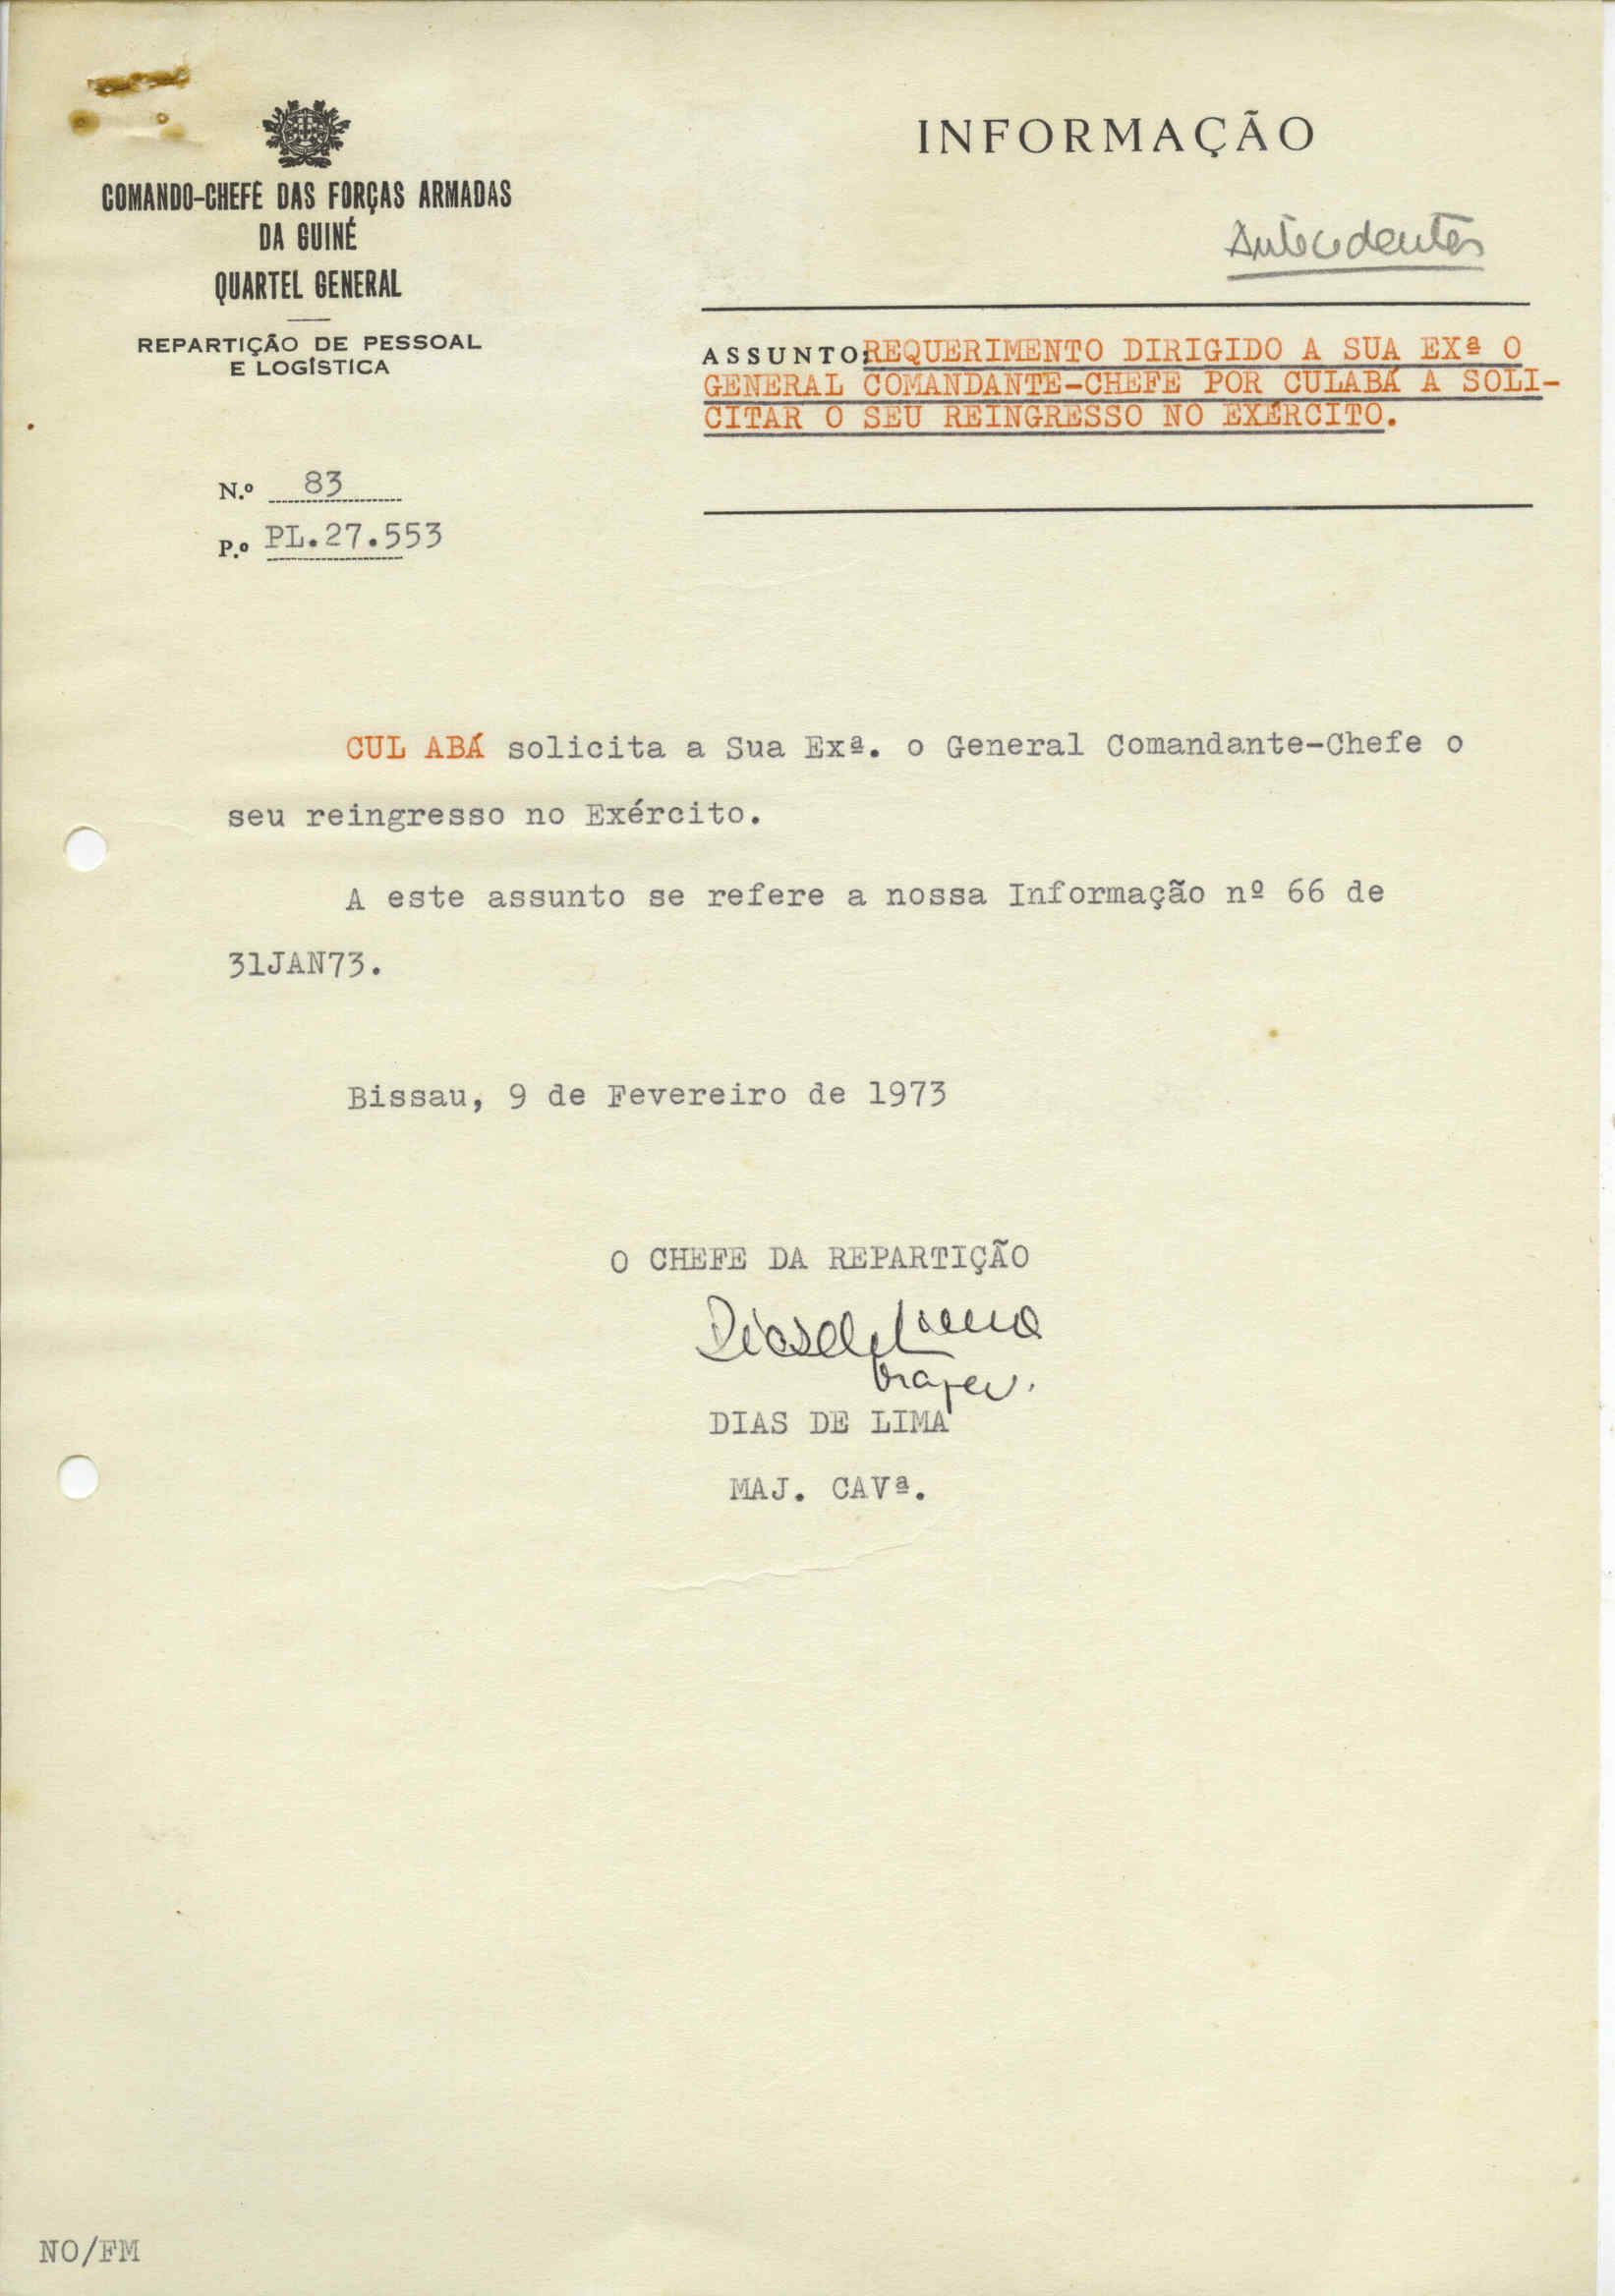 COMANDO-CHEFE DAS FORÇAS ARMADAS
DA GUINÉ
QUARTEL GENERAL
REPARTIÇÃO DE PESSOAL
E LOGÍSTICA
N.º 83
P.º PL.27.553
INFORMAÇÃO
Antecedentes
ASSUNTO:REQUERIMENTO DIRIGIDO A SUA EXª O
GENERAL COMANDANTE-CHEFE POR CULABÁ A SOLI-
CITAR O SEU REINGRESSO NO EXÉRCITO.
CUL ABÁ solicita a Sua Exª. o General Comandante-Chefe o
seu reingresso no Exército.
A este assunto se refere a nossa Informação nº 66 de
31JAN73.
Bissau, 9 de Fevereiro de 1973
O CHEFE DA REPARTIÇÃO
Dias de Lima
DIAS DE LIMA
MAJ. CAVª.
NO/FM